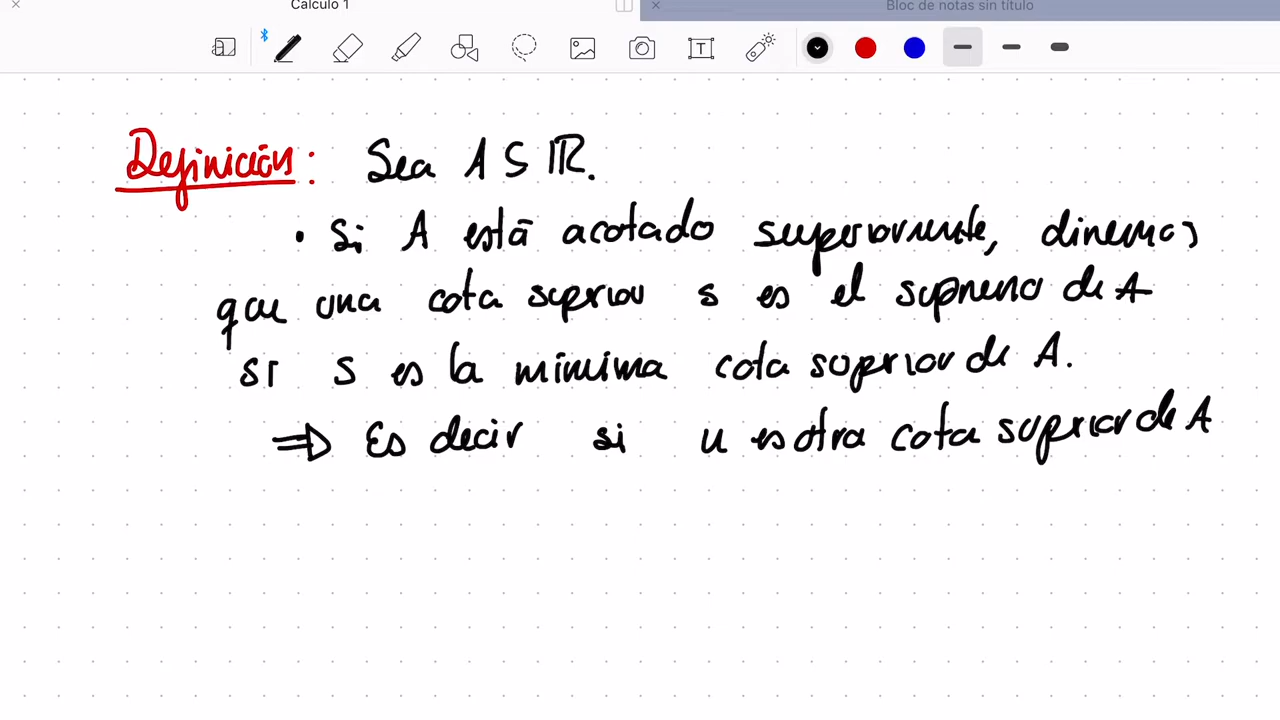 Calculo 1
Bloc de notas sin título
Definición: Sea A ⊆ ℝ.
• Si A está acotado superiormente, diremos
que una cota superior s es el supremo de A
si s es la mínima cota superior de A.
⇒ Es decir si u es otra cota superior de A